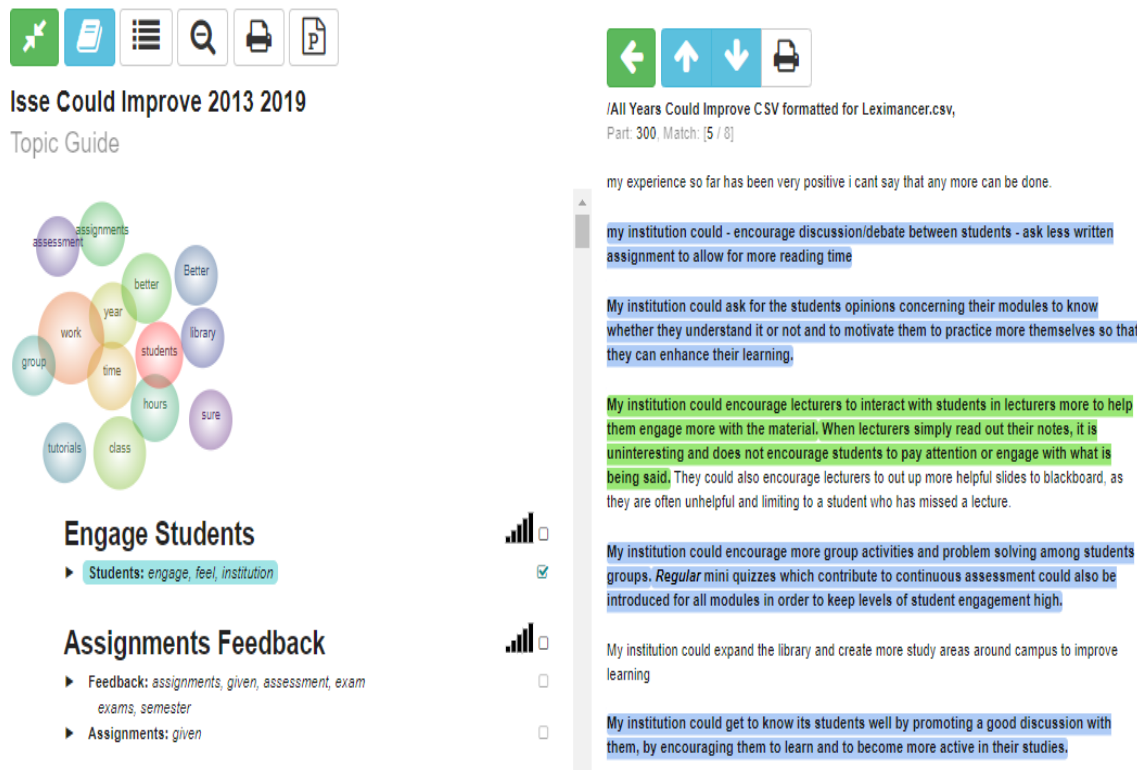 Isse Could Improve 2013 2019
Topic Guide
assessment
assignments
better
Better
year
work
library
students
group
time
hours
sure
tutorials
class
Engage Students
Students: engage, feel, institution
Assignments Feedback
Feedback: assignments, given, assessment, exam
exams, semester
Assignments: given
/All Years Could Improve CSV formatted for Leximancer.csv,
Part: 300, Match: [5 / 8]
my experience so far has been very positive i cant say that any more can be done.
my institution could - encourage discussion/debate between students - ask less written
assignment to allow for more reading time
My institution could ask for the students opinions concerning their modules to know
whether they understand it or not and to motivate them to practice more themselves so that
they can enhance their learning.
My institution could encourage lecturers to interact with students in lecturers more to help
them engage more with the material. When lecturers simply read out their notes, it is
uninteresting and does not encourage students to pay attention or engage with what is
being said. They could also encourage lecturers to out up more helpful slides to blackboard, as
they are often unhelpful and limiting to a student who has missed a lecture.
My institution could encourage more group activities and problem solving among students
groups. Regular mini quizzes which contribute to continuous assessment could also be
introduced for all modules in order to keep levels of student engagement high.
My institution could expand the library and create more study areas around campus to improve
learning
My institution could get to know its students well by promoting a good discussion with
them, by encouraging them to learn and to become more active in their studies.